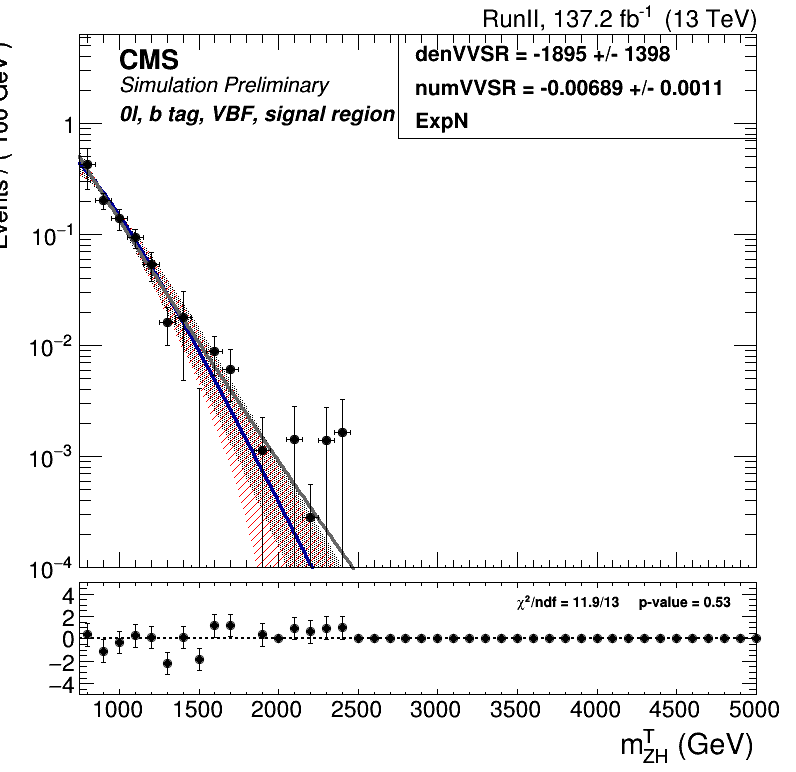 RunII, 137.2 fb⁻¹ (13 TeV)
CMS
Simulation Preliminary
0l, b tag, VBF, signal region
denVVSR = -1895 +/- 1398
numVVSR = -0.00689 +/- 0.0011
ExpN
1
10⁻¹
10⁻²
10⁻³
10⁻⁴
χ²/ndf = 11.9/13 p-value = 0.53
4
2
0
−2
−4
1000 1500 2000 2500 3000 3500 4000 4500 5000
m^T_ZH (GeV)